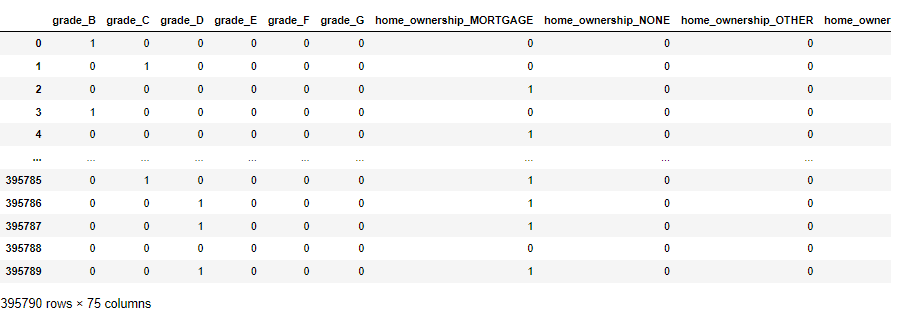 grade_B grade_C grade_D grade_E grade_F grade_G home_ownership_MORTGAGE home_ownership_NONE home_ownership_OTHER home_owner
0 1 0 0 0 0 0 0 0 0
1 0 1 0 0 0 0 0 0 0
2 0 0 0 0 0 0 1 0 0
3 1 0 0 0 0 0 0 0 0
4 0 0 0 0 0 0 1 0 0
... ... ... ... ... ... ... ... ... ...
395785 0 1 0 0 0 0 1 0 0
395786 0 0 1 0 0 0 1 0 0
395787 0 0 1 0 0 0 1 0 0
395788 0 0 0 0 0 0 0 0 0
395789 0 0 1 0 0 0 1 0 0
395790 rows × 75 columns